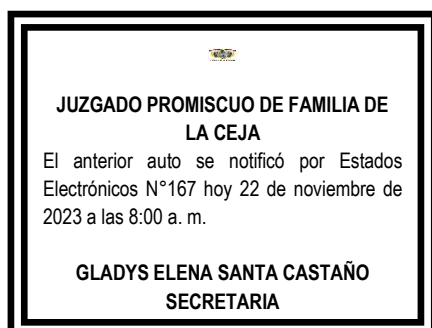 JUZGADO PROMISCUO DE FAMILIA DE
LA CEJA
El anterior auto se notificó por Estados
Electrónicos N°167 hoy 22 de noviembre de
2023 a las 8:00 a. m.
GLADYS ELENA SANTA CASTAÑO
SECRETARIA